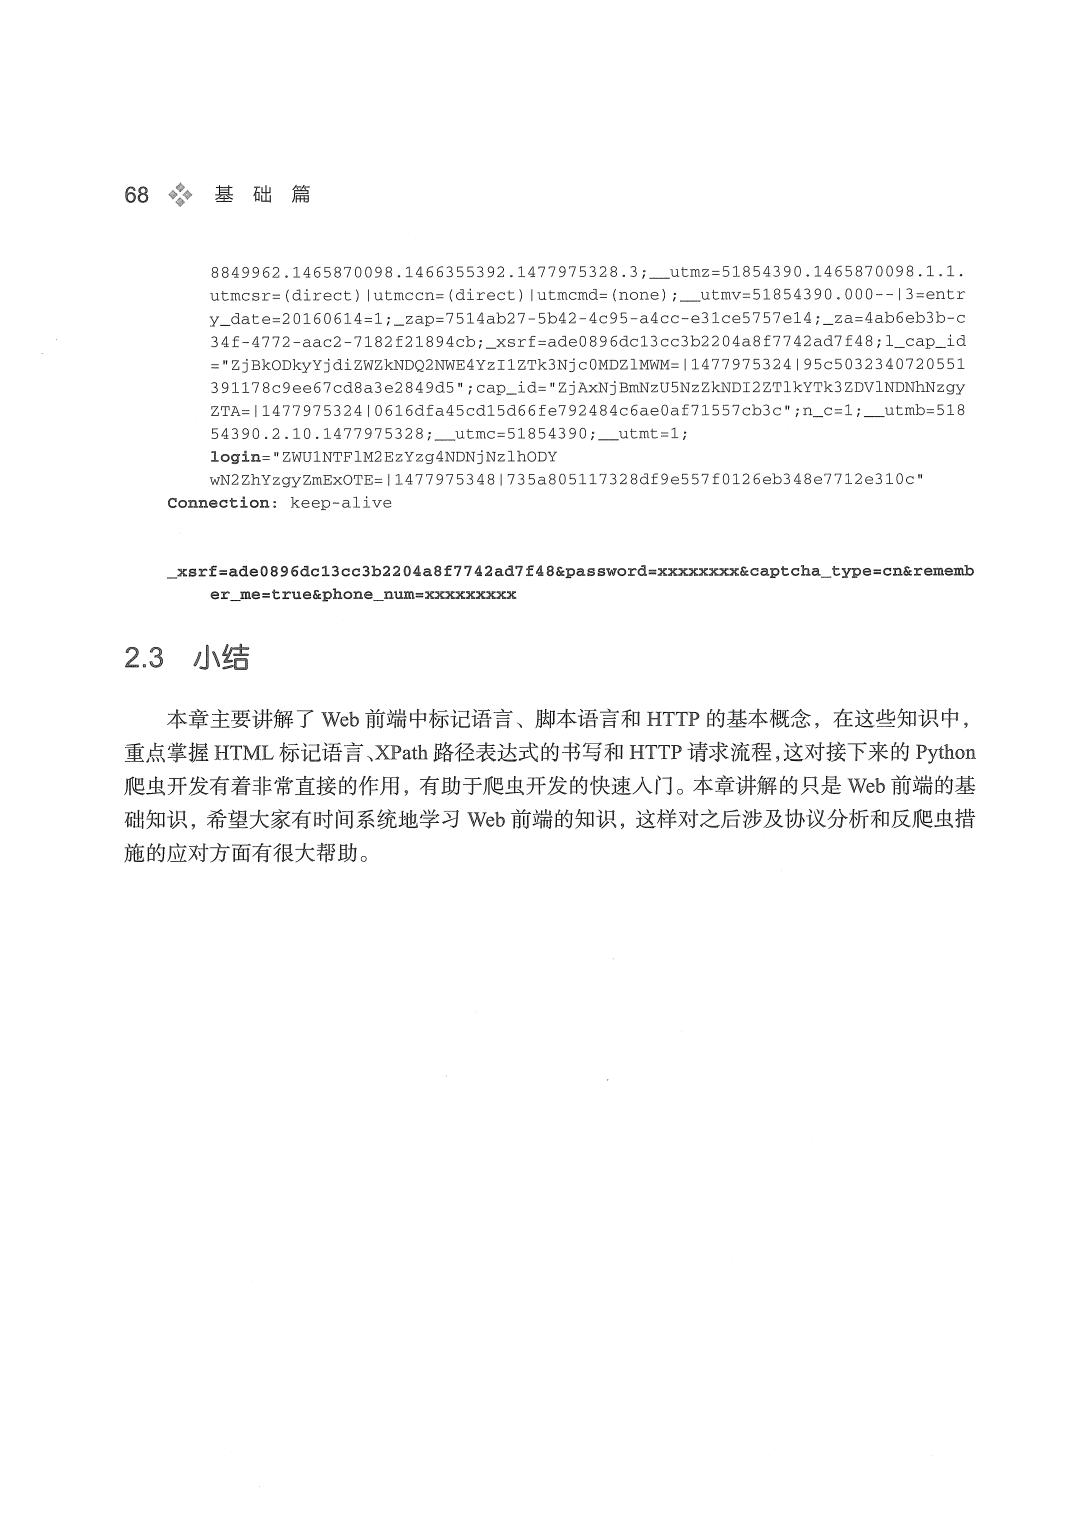 68 基 础 篇
8849962.1465870098.1466355392.1477975328.3;__utmz=51854390.1465870098.1.1.
utmcsr=(direct)|utmccn=(direct)|utmcmd=(none);__utmv=51854390.000--|3=entr
y_date=20160614=1;_zap=7514ab27-5b42-4c95-a4cc-e31ce5757e14;_za=4ab6eb3b-c
34f-4772-aac2-7182f21894cb;_xsrf=ade0896dc13cc3b2204a8f7742ad7f48;l_cap_id
="ZjBkODkyYjdiZWZkNDQ2NWE4YzI1ZTk3Njc0MDZlMWM=|1477975324|95c5032340720551
391178c9ee67cd8a3e2849d5";cap_id="ZjAxNjBmNzU5NzZkNDI2ZTlkYTk3ZDVlNDNhNzgy
ZTA=|1477975324|0616dfa45cd15d66fe792484c6ae0af71557cb3c";n_c=1;__utmb=518
54390.2.10.1477975328;__utmc=51854390;__utmt=1;
login="ZWU1NTFlM2EzYzg4NDNjNzlhODY
wN2ZhYzgyZmExOTE=|1477975348|735a805117328df9e557f0126eb348e7712e310c"
Connection: keep-alive
_xsrf=ade0896dc13cc3b2204a8f7742ad7f48&password=xxxxxxxx&captcha_type=cn&rememb
er_me=true&phone_num=xxxxxxxxx
2.3 小结
本章主要讲解了 Web 前端中标记语言、脚本语言和 HTTP 的基本概念，在这些知识中，
重点掌握 HTML 标记语言、XPath 路径表达式的书写和 HTTP 请求流程，这对接下来的 Python
爬虫开发有着非常直接的作用，有助于爬虫开发的快速入门。本章讲解的只是 Web 前端的基
础知识，希望大家有时间系统地学习 Web 前端的知识，这样对之后涉及协议分析和反爬虫措
施的应对方面有很大帮助。